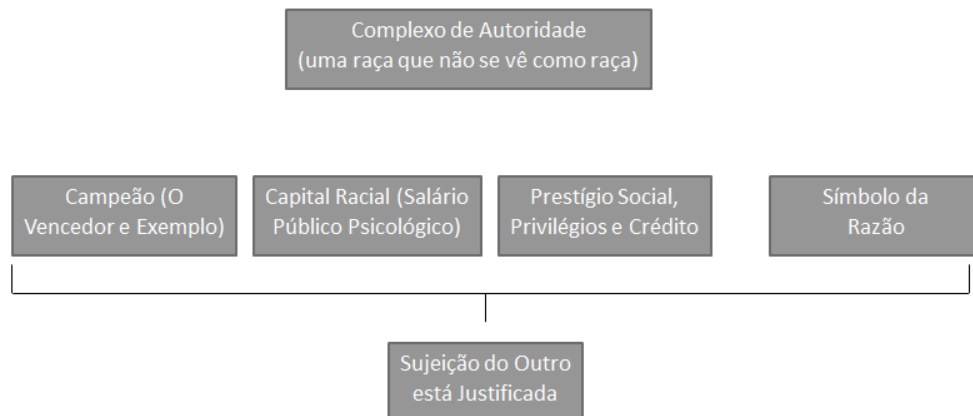 Complexo de Autoridade
(uma raça que não se vê como raça)
Campeão (O
Vencedor e Exemplo)
Capital Racial (Salário
Público Psicológico)
Prestígio Social,
Privilégios e Crédito
Símbolo da
Razão
Sujeição do Outro
está Justificada